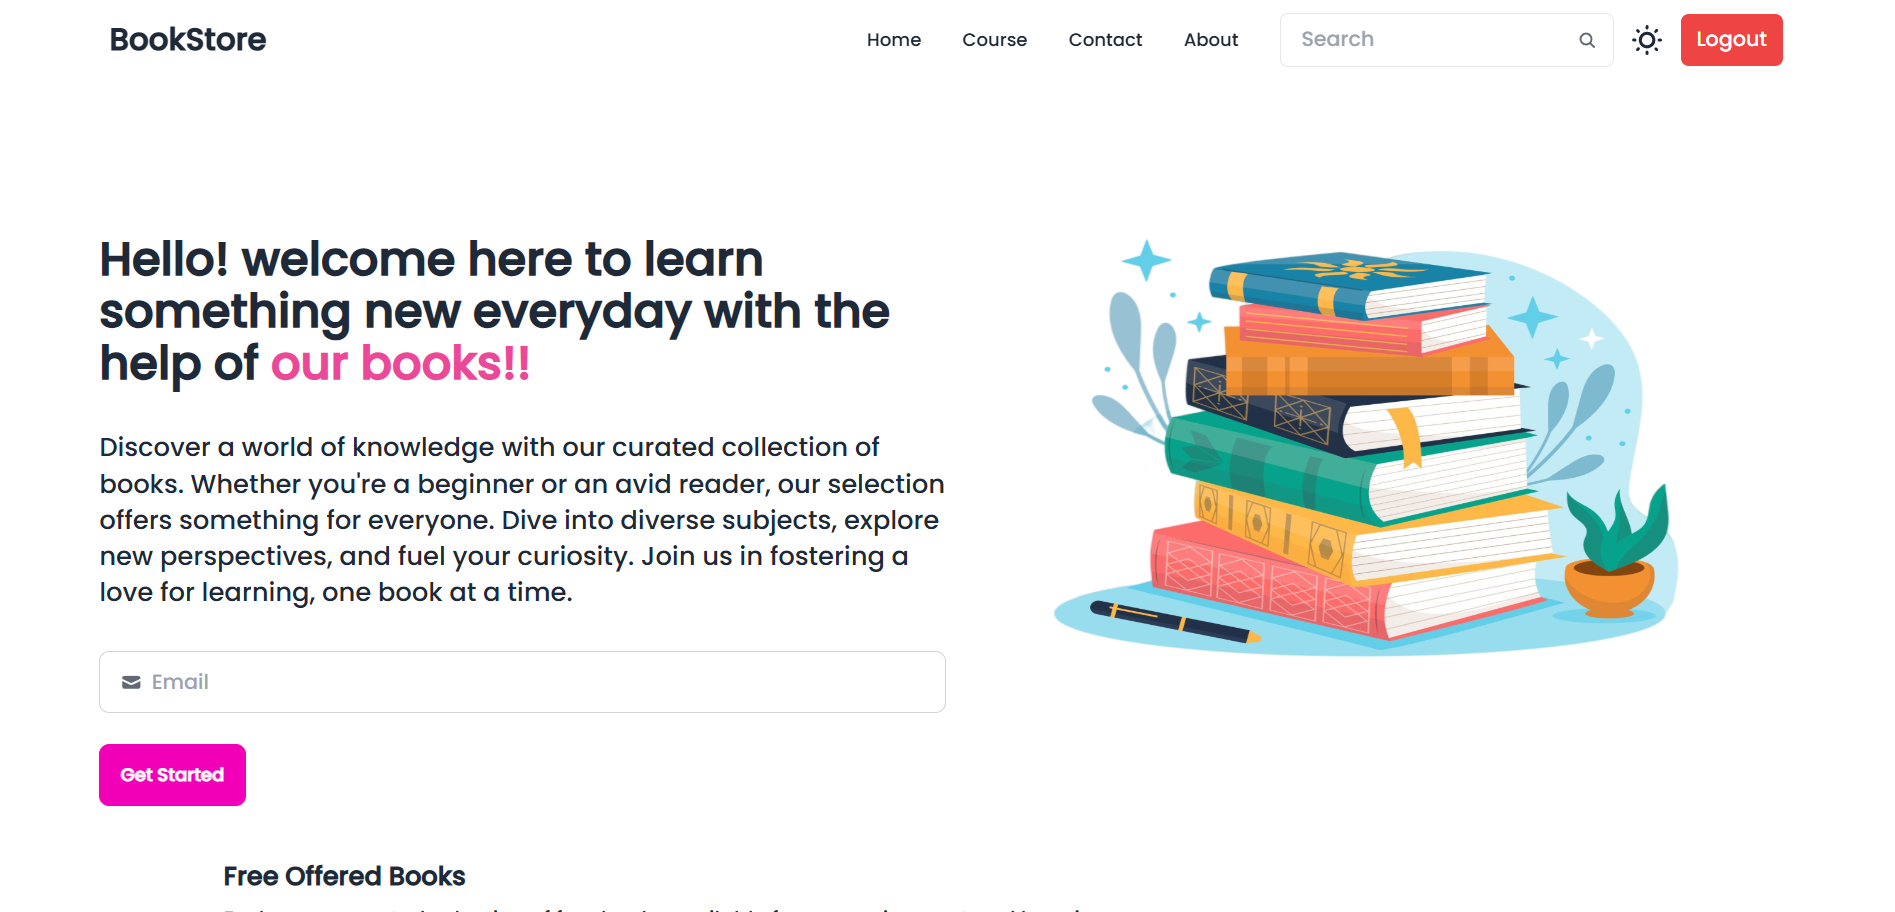 BookStore
Home Course Contact About Search Logout
Hello! welcome here to learn
something new everyday with the
help of our books!!
Discover a world of knowledge with our curated collection of
books. Whether you're a beginner or an avid reader, our selection
offers something for everyone. Dive into diverse subjects, explore
new perspectives, and fuel your curiosity. Join us in fostering a
love for learning, one book at a time.
Email
Get Started
Free Offered Books